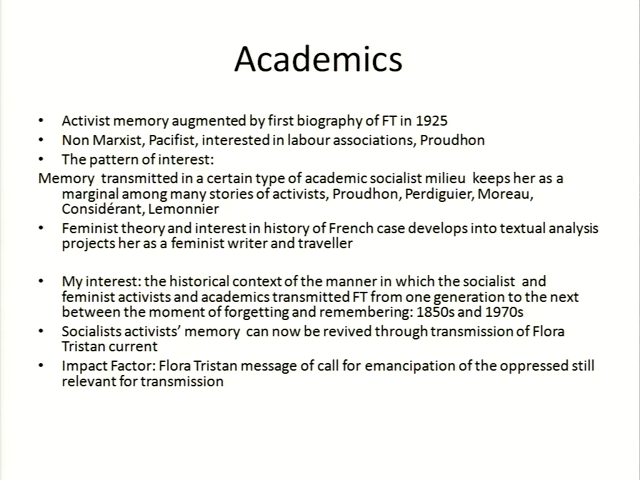 Academics
• Activist memory augmented by first biography of FT in 1925
• Non Marxist, Pacifist, interested in labour associations, Proudhon
• The pattern of interest:
Memory transmitted in a certain type of academic socialist milieu keeps her as a
marginal among many stories of activists, Proudhon, Perdiguier, Moreau,
Considérant, Lemonnier
• Feminist theory and interest in history of French case develops into textual analysis
projects her as a feminist writer and traveller
• My interest: the historical context of the manner in which the socialist and
feminist activists and academics transmitted FT from one generation to the next
between the moment of forgetting and remembering: 1850s and 1970s
• Socialists activists’ memory can now be revived through transmission of Flora
Tristan current
• Impact Factor: Flora Tristan message of call for emancipation of the oppressed still
relevant for transmission